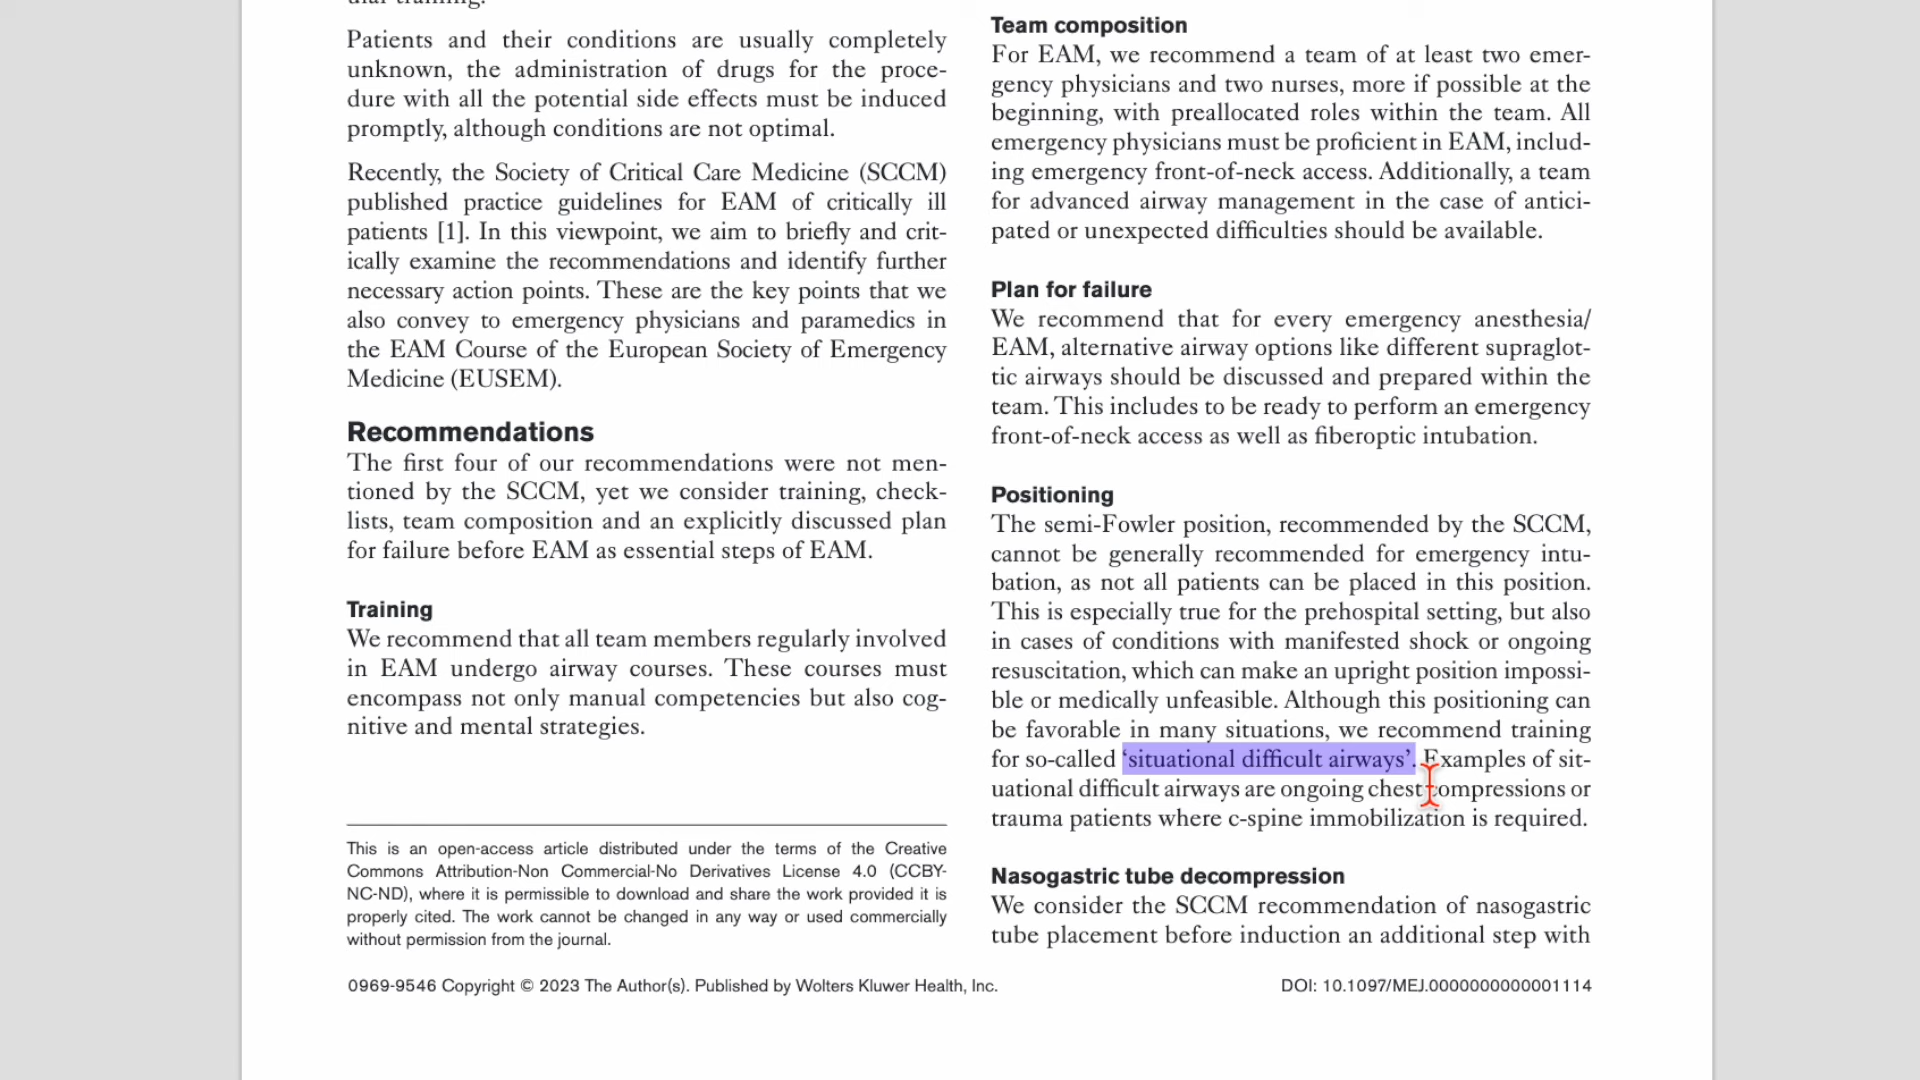 dual training.
Patients and their conditions are usually completely
unknown, the administration of drugs for the proce-
dure with all the potential side effects must be induced
promptly, although conditions are not optimal.
Recently, the Society of Critical Care Medicine (SCCM)
published practice guidelines for EAM of critically ill
patients [1]. In this viewpoint, we aim to briefly and crit-
ically examine the recommendations and identify further
necessary action points. These are the key points that we
also convey to emergency physicians and paramedics in
the EAM Course of the European Society of Emergency
Medicine (EUSEM).
Recommendations
The first four of our recommendations were not men-
tioned by the SCCM, yet we consider training, check-
lists, team composition and an explicitly discussed plan
for failure before EAM as essential steps of EAM.
Training
We recommend that all team members regularly involved
in EAM undergo airway courses. These courses must
encompass not only manual competencies but also cog-
nitive and mental strategies.
This is an open-access article distributed under the terms of the Creative
Commons Attribution-Non Commercial-No Derivatives License 4.0 (CCBY-
NC-ND), where it is permissible to download and share the work provided it is
properly cited. The work cannot be changed in any way or used commercially
without permission from the journal.
Team composition
For EAM, we recommend a team of at least two emer-
gency physicians and two nurses, more if possible at the
beginning, with preallocated roles within the team. All
emergency physicians must be proficient in EAM, includ-
ing emergency front-of-neck access. Additionally, a team
for advanced airway management in the case of antici-
pated or unexpected difficulties should be available.
Plan for failure
We recommend that for every emergency anesthesia/
EAM, alternative airway options like different supraglot-
tic airways should be discussed and prepared within the
team. This includes to be ready to perform an emergency
front-of-neck access as well as fiberoptic intubation.
Positioning
The semi-Fowler position, recommended by the SCCM,
cannot be generally recommended for emergency intu-
bation, as not all patients can be placed in this position.
This is especially true for the prehospital setting, but also
in cases of conditions with manifested shock or ongoing
resuscitation, which can make an upright position impossi-
ble or medically unfeasible. Although this positioning can
be favorable in many situations, we recommend training
for so-called ‘situational difficult airways’. Examples of sit-
uational difficult airways are ongoing chest compressions or
trauma patients where c-spine immobilization is required.
Nasogastric tube decompression
We consider the SCCM recommendation of nasogastric
tube placement before induction an additional step with
0969-9546 Copyright © 2023 The Author(s). Published by Wolters Kluwer Health, Inc.
DOI: 10.1097/MEJ.0000000000001114